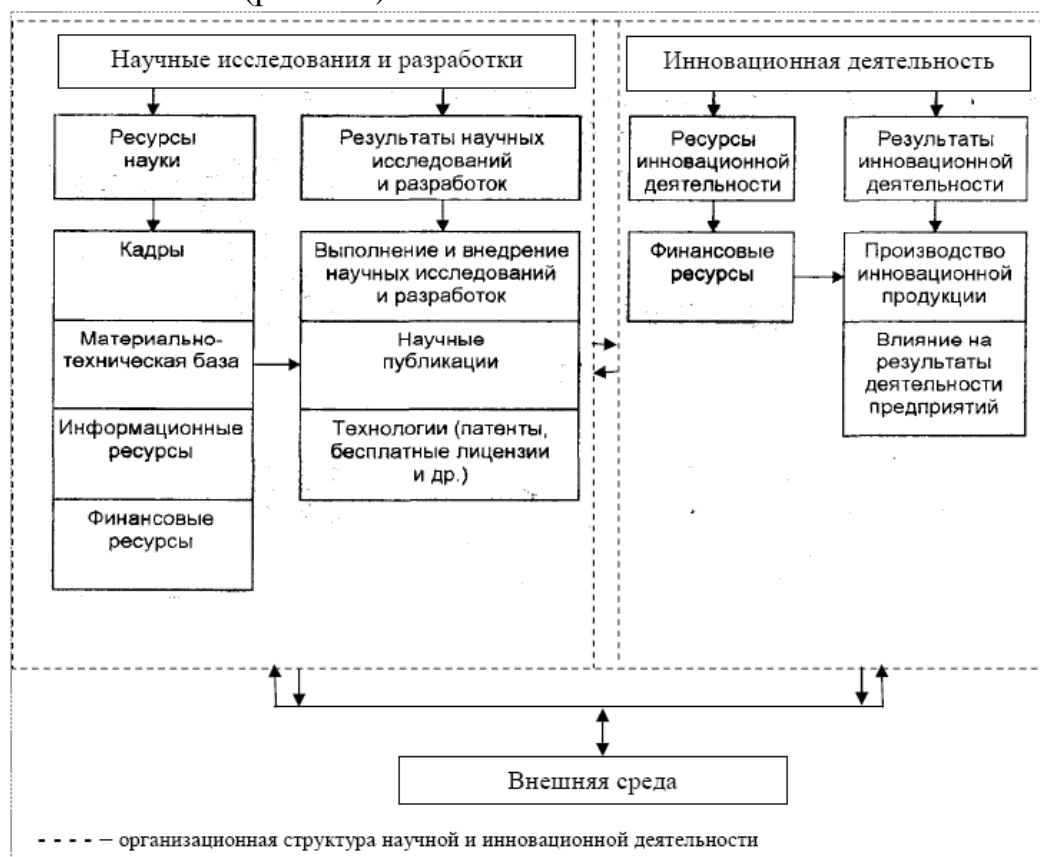 Научные исследования и разработки
Инновационная деятельность
Ресурсы
науки
Результаты научных
исследований
и разработок
Ресурсы
инновационной
деятельности
Результаты
инновационной
деятельности
Кадры
Материально-
техническая база
Информационные
ресурсы
Финансовые
ресурсы
Выполнение и внедрение
научных исследований
и разработок
Научные
публикации
Технологии (патенты,
бесплатные лицензии
и др.)
Финансовые
ресурсы
Производство
инновационной
продукции
Влияние на
результаты
деятельности
предприятий
Внешняя среда
- - - - – организационная структура научной и инновационной деятельности